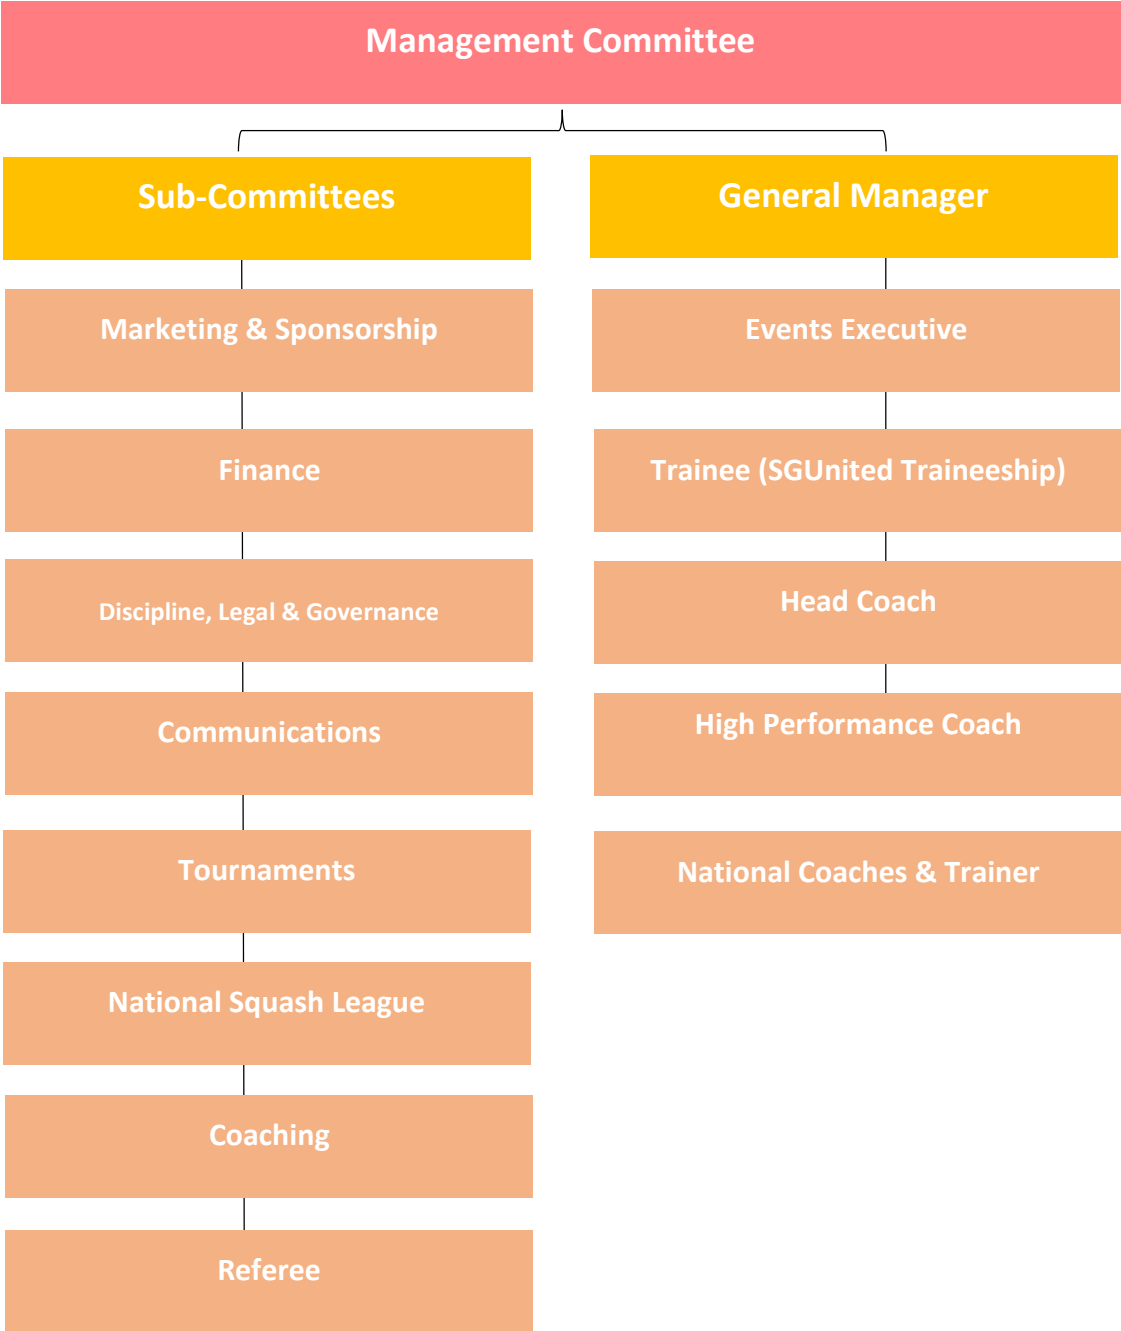 Management Committee
Sub-Committees
Marketing & Sponsorship
Finance
Discipline, Legal & Governance
Communications
Tournaments
National Squash League
Coaching
Referee
General Manager
Events Executive
Trainee (SGUnited Traineeship)
Head Coach
High Performance Coach
National Coaches & Trainer